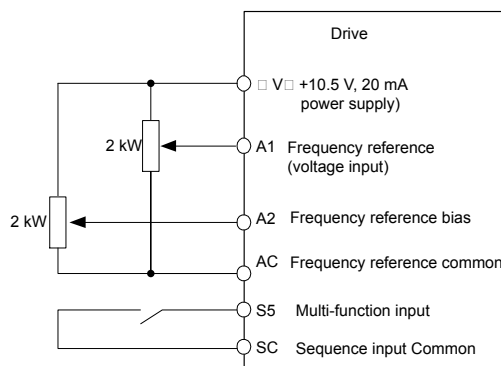 Drive
□ V□ +10.5 V, 20 mA
power supply)
2 kW
A1 Frequency reference
(voltage input)
2 kW
A2 Frequency reference bias
AC Frequency reference common
S5 Multi-function input
SC Sequence input Common